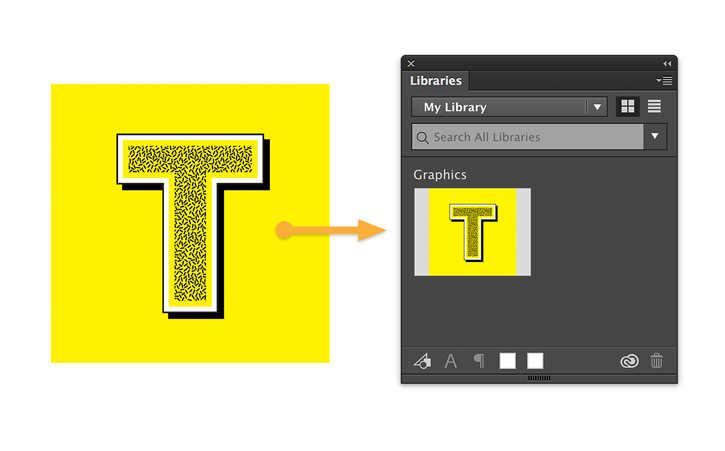 T
Libraries
My Library
Search All Libraries
Graphics
T
A ¶